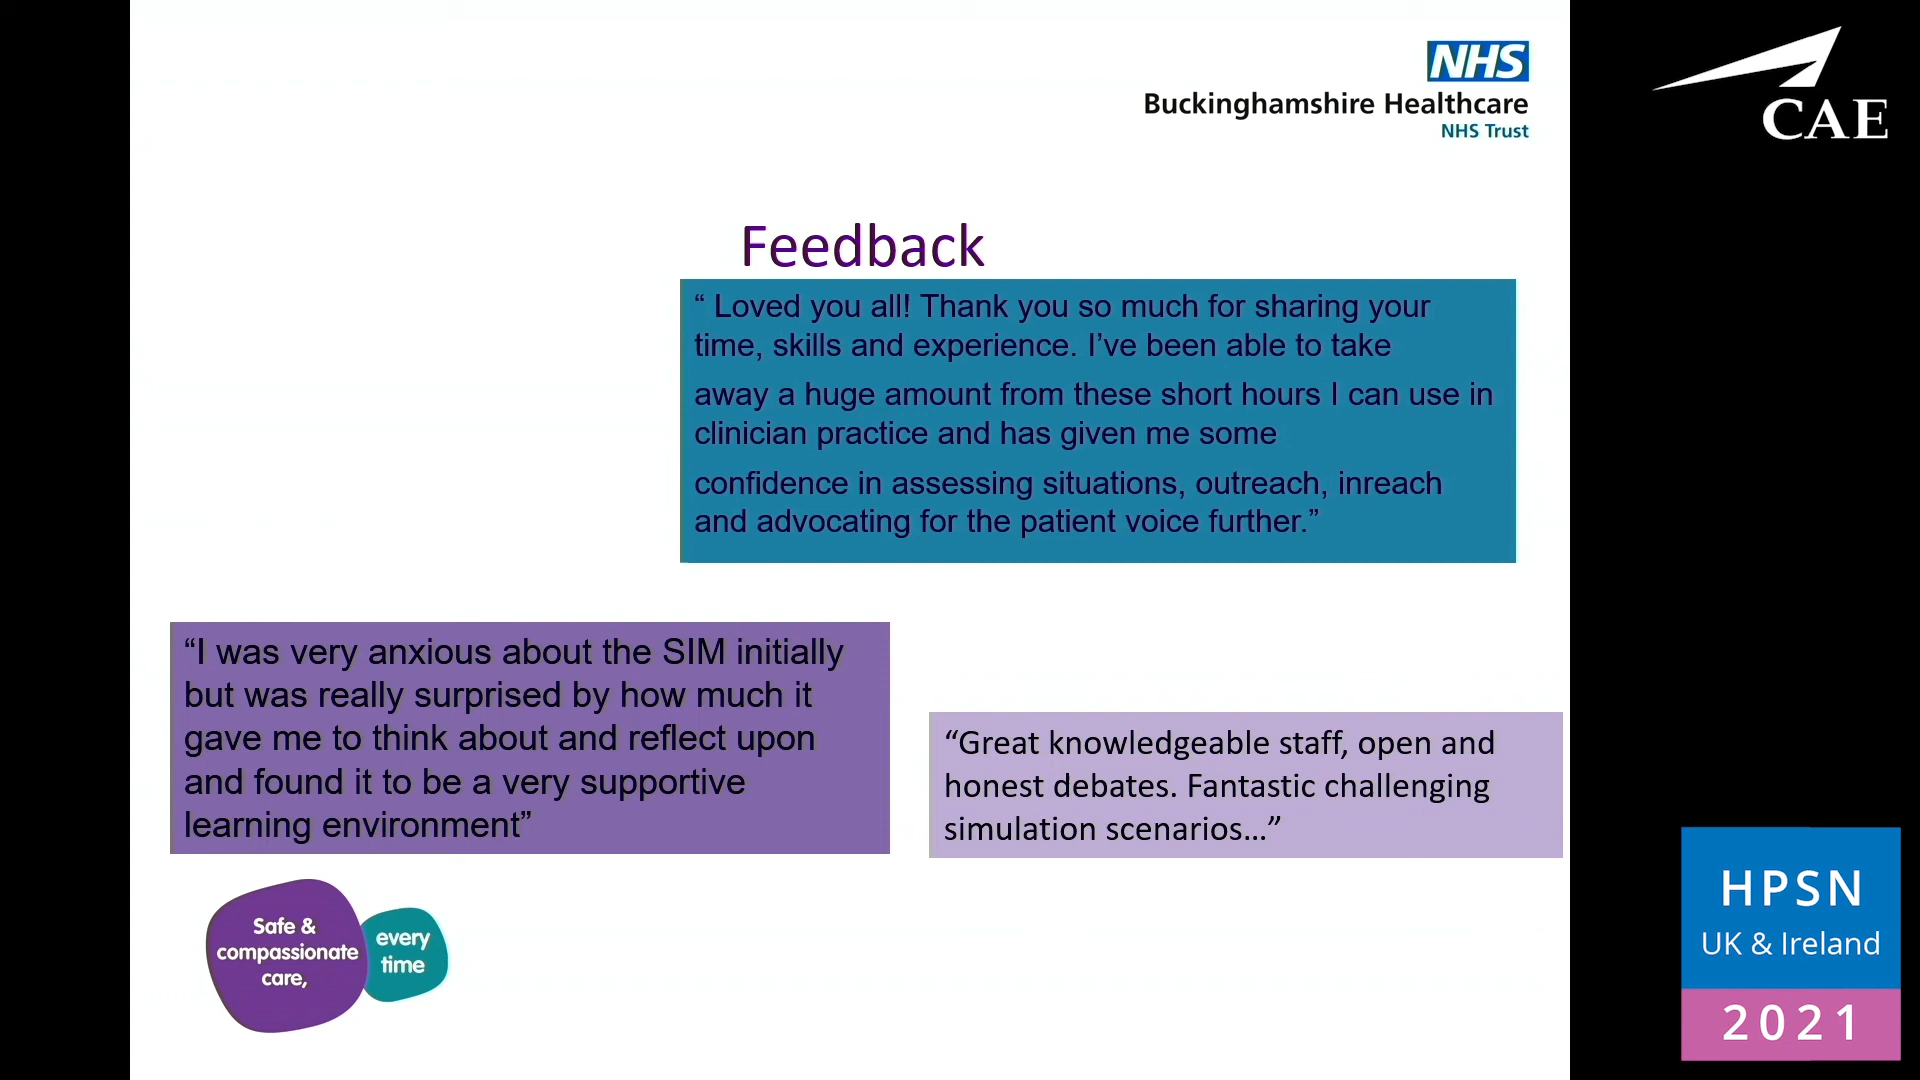 NHS
Buckinghamshire Healthcare
NHS Trust
CAE
Feedback
“ Loved you all! Thank you so much for sharing your
time, skills and experience. I’ve been able to take
away a huge amount from these short hours I can use in
clinician practice and has given me some
confidence in assessing situations, outreach, inreach
and advocating for the patient voice further.”
“I was very anxious about the SIM initially
but was really surprised by how much it
gave me to think about and reflect upon
and found it to be a very supportive
learning environment”
“Great knowledgeable staff, open and
honest debates. Fantastic challenging
simulation scenarios...”
Safe &
compassionate
care,
every
time
HPSN
UK & Ireland
2021